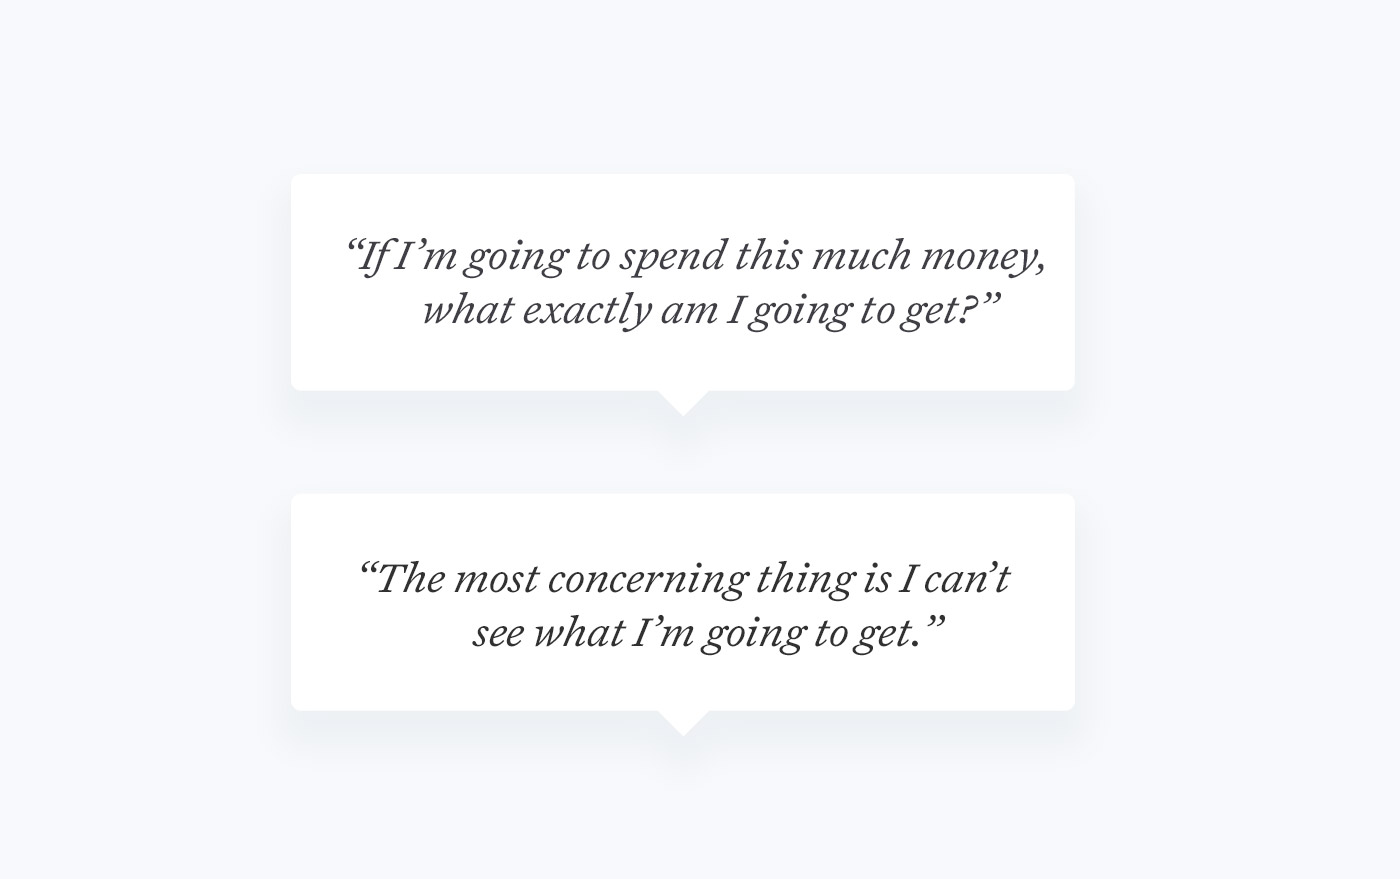 “If I’m going to spend this much money,
what exactly am I going to get?”
“The most concerning thing is I can’t
see what I’m going to get.”